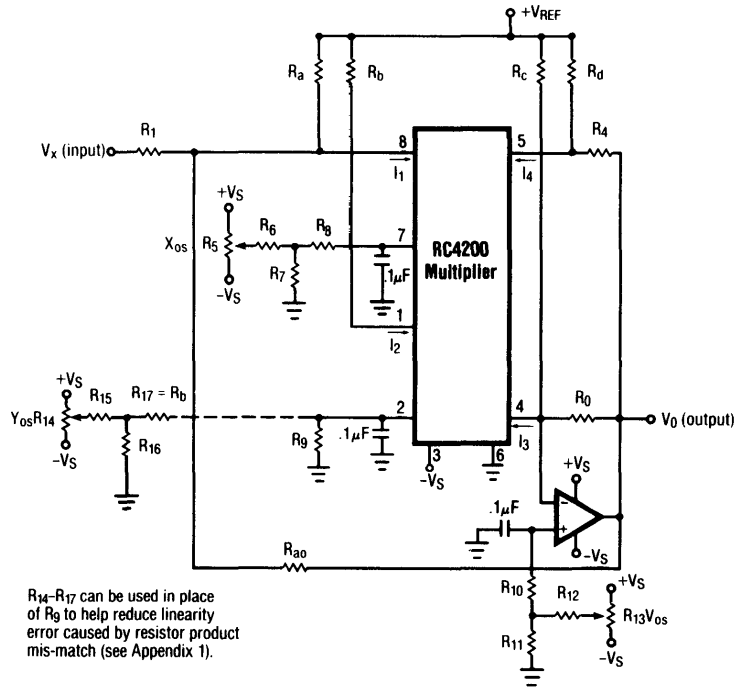 +VREF
Ra
Rb
Rc
Rd
R1
R4
Vx (input)
8
5
I1
I4
+VS
XOS
R5
R6
R8
7
RC4200
Multiplier
R7
.1µF
−VS
1
I2
+VS
R15
R17 = Rb
R0
YOSR14
2
4
V0 (output)
R9
.1µF
I3
R16
3
6
−VS
−VS
+VS
.1µF
−
+
−VS
Rao
R10
R12
+VS
R13VOS
R11
−VS
R14–R17 can be used in place
of R9 to help reduce linearity
error caused by resistor product
mis-match (see Appendix 1).